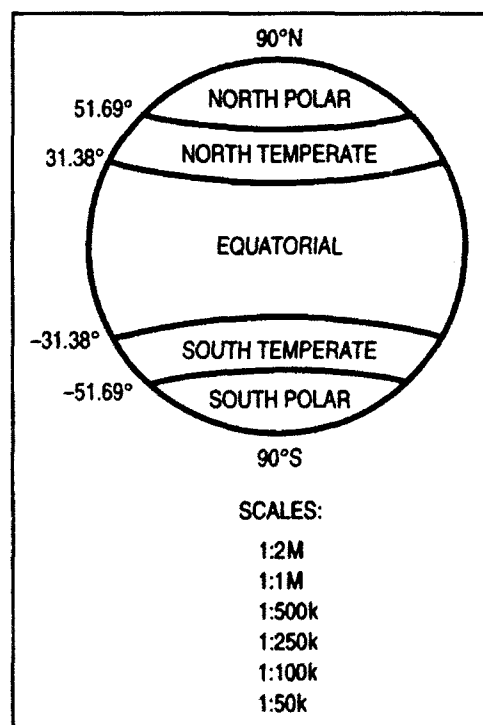 90°N
NORTH POLAR
51.69°
NORTH TEMPERATE
31.38°
EQUATORIAL
-31.38°
SOUTH TEMPERATE
-51.69°
SOUTH POLAR
90°S
SCALES:
1:2M
1:1M
1:500k
1:250k
1:100k
1:50k